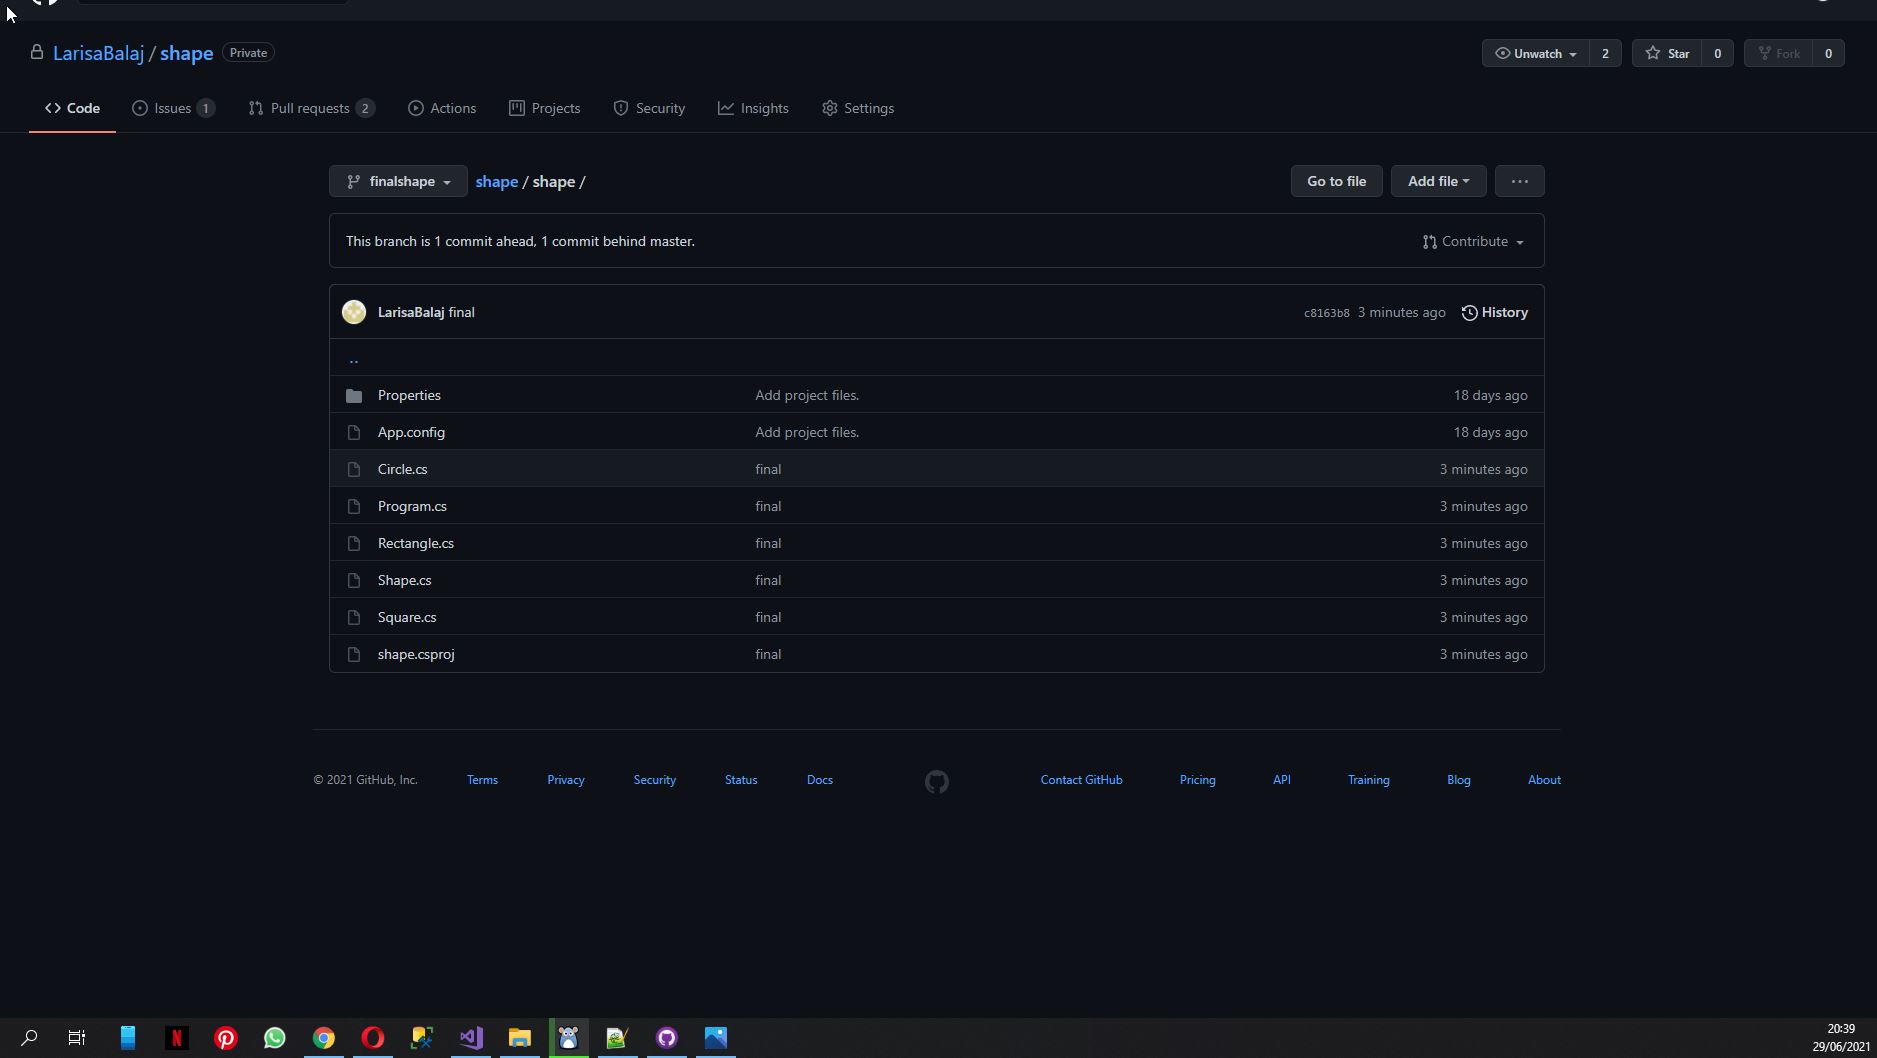 LarisaBalaj / shape Private
Unwatch 2 Star 0 Fork 0
Code Issues 1 Pull requests 2 Actions Projects Security Insights Settings
finalshape shape / shape / Go to file Add file ...
This branch is 1 commit ahead, 1 commit behind master. Contribute
LarisaBalaj final c8163b8 3 minutes ago History
..
Properties Add project files. 18 days ago
App.config Add project files. 18 days ago
Circle.cs final 3 minutes ago
Program.cs final 3 minutes ago
Rectangle.cs final 3 minutes ago
Shape.cs final 3 minutes ago
Square.cs final 3 minutes ago
shape.csproj final 3 minutes ago
© 2021 GitHub, Inc. Terms Privacy Security Status Docs Contact GitHub Pricing API Training Blog About
N
20:39
29/06/2021